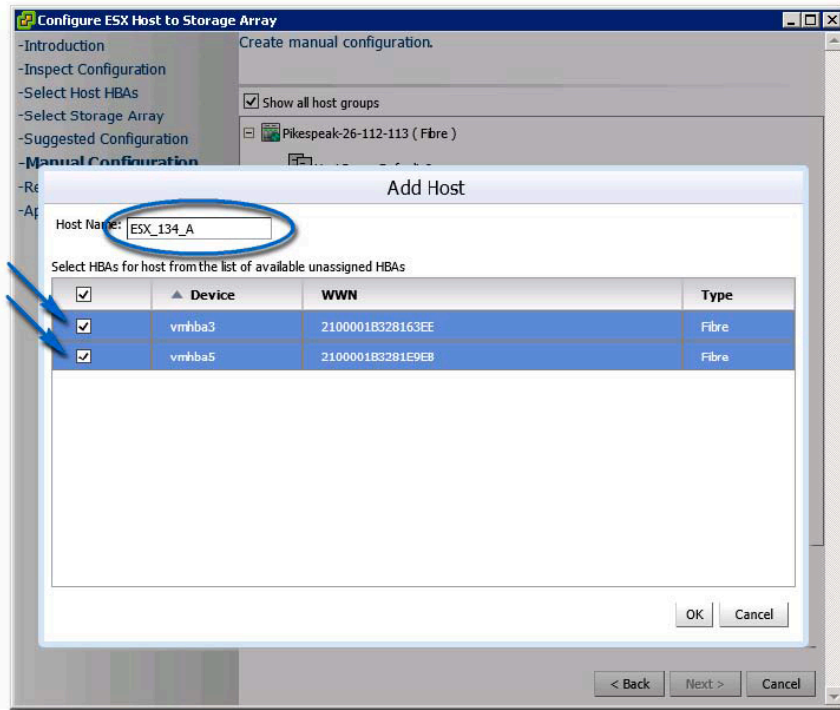 Configure ESX Host to Storage Array
-Introduction
-Inspect Configuration
-Select Host HBAs
-Select Storage Array
-Suggested Configuration
-Manual Configuration
-Re
-Ap
Create manual configuration.
Show all host groups
Pikespeak-26-112-113 ( Fibre )
Add Host
Host Name: ESX_134_A
Select HBAs for host from the list of available unassigned HBAs
Device WWN Type
vmhba3 2100001B328163EE Fibre
vmhba5 2100001B3281E9EB Fibre
OK Cancel
< Back Next > Cancel